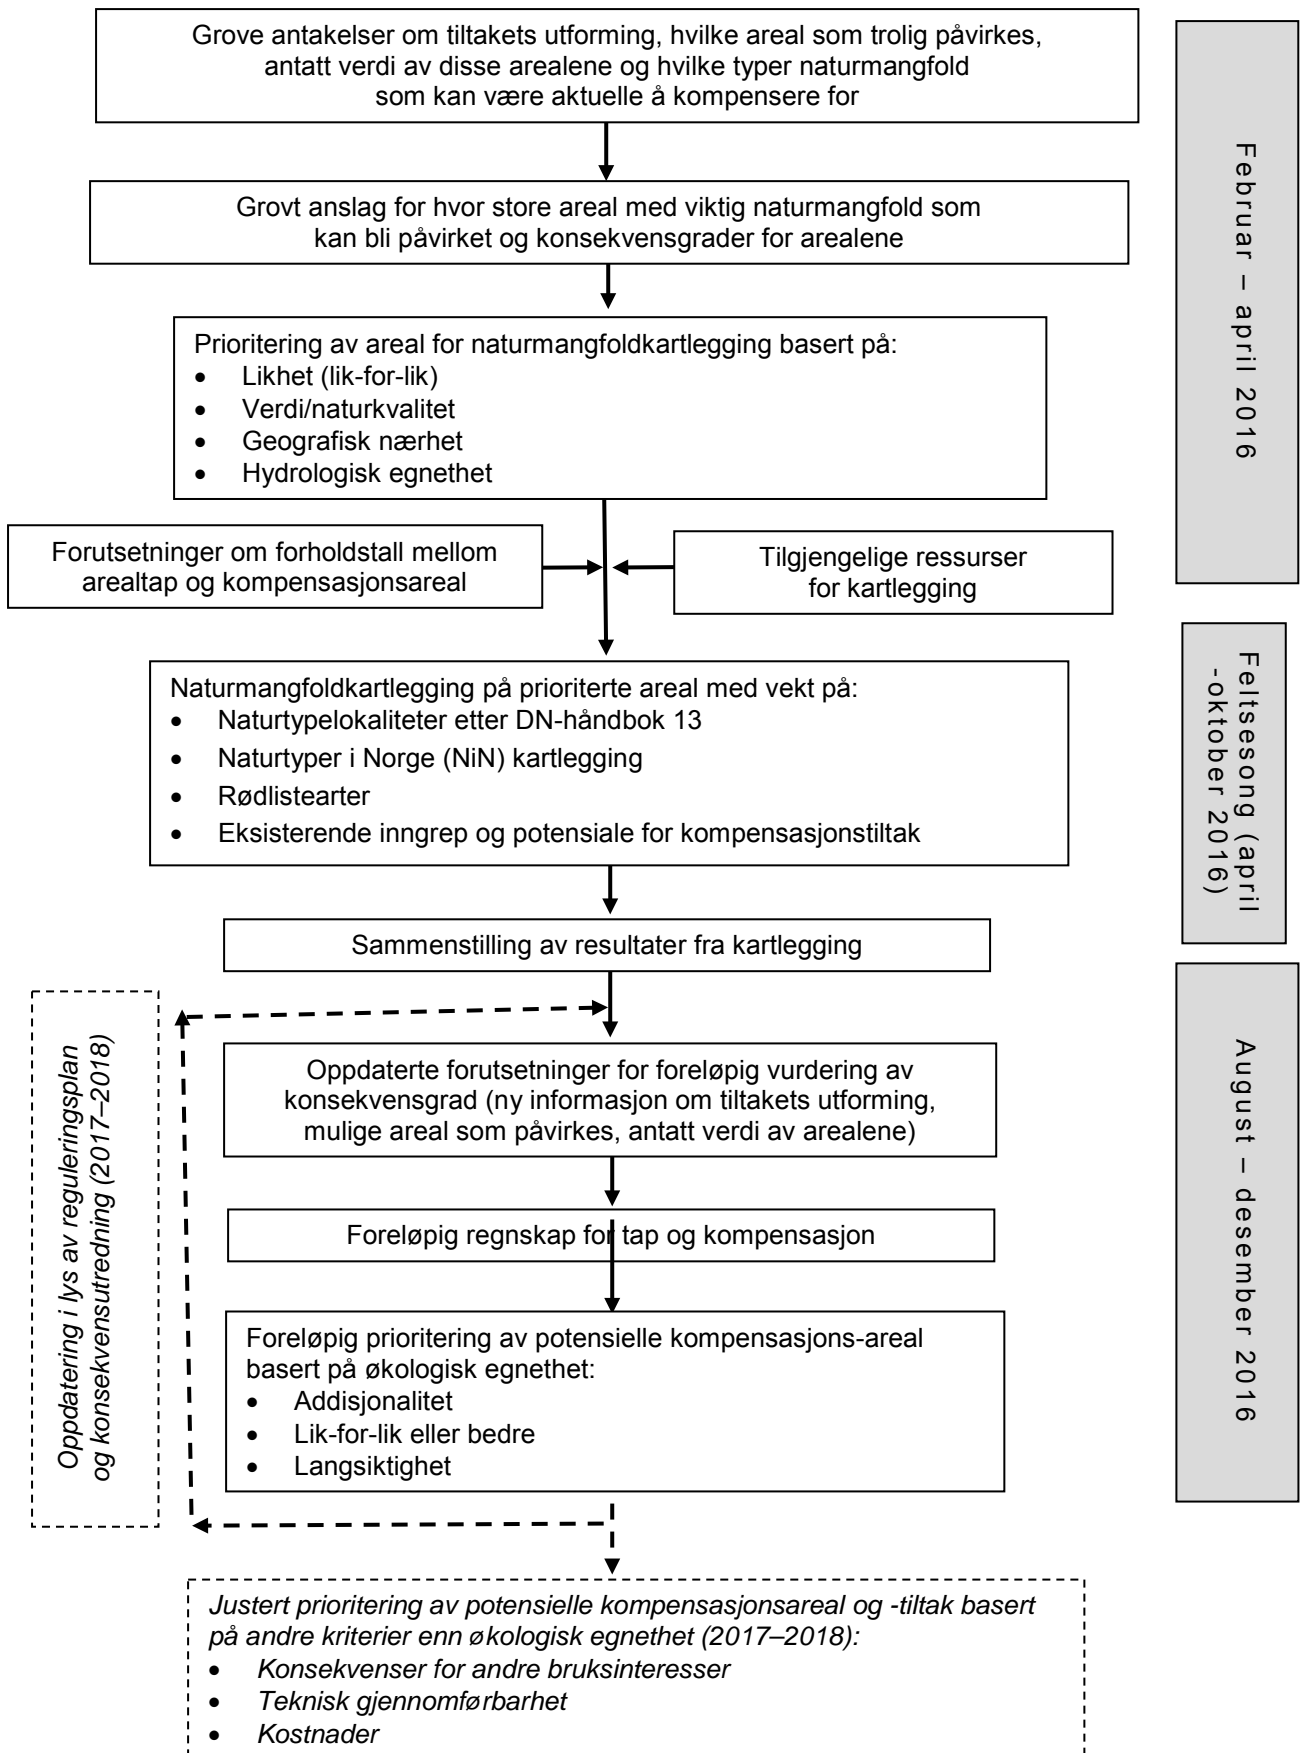 Grove antakelser om tiltakets utforming, hvilke areal som trolig påvirkes,
antatt verdi av disse arealene og hvilke typer naturmangfold
som kan være aktuelle å kompensere for
Grovt anslag for hvor store areal med viktig naturmangfold som
kan bli påvirket og konsekvensgrader for arealene
Prioritering av areal for naturmangfoldkartlegging basert på:
• Likhet (lik-for-lik)
• Verdi/naturkvalitet
• Geografisk nærhet
• Hydrologisk egnethet
Februar – april 2016
Forutsetninger om forholdstall mellom
arealtap og kompensasjonsareal
Tilgjengelige ressurser
for kartlegging
Naturmangfoldkartlegging på prioriterte areal med vekt på:
• Naturtypelokaliteter etter DN-håndbok 13
• Naturtyper i Norge (NiN) kartlegging
• Rødlistearter
• Eksisterende inngrep og potensiale for kompensasjonstiltak
Feltsesong (april
-oktober 2016)
Sammenstilling av resultater fra kartlegging
Oppdaterte forutsetninger for foreløpig vurdering av
konsekvensgrad (ny informasjon om tiltakets utforming,
mulige areal som påvirkes, antatt verdi av arealene)
Foreløpig regnskap for tap og kompensasjon
Foreløpig prioritering av potensielle kompensasjons-areal
basert på økologisk egnethet:
• Addisjonalitet
• Lik-for-lik eller bedre
• Langsiktighet
August – desember 2016
Oppdatering i lys av reguleringsplan
og konsekvensutredning (2017–2018)
Justert prioritering av potensielle kompensasjonsareal og -tiltak basert
på andre kriterier enn økologisk egnethet (2017–2018):
• Konsekvenser for andre bruksinteresser
• Teknisk gjennomførbarhet
• Kostnader